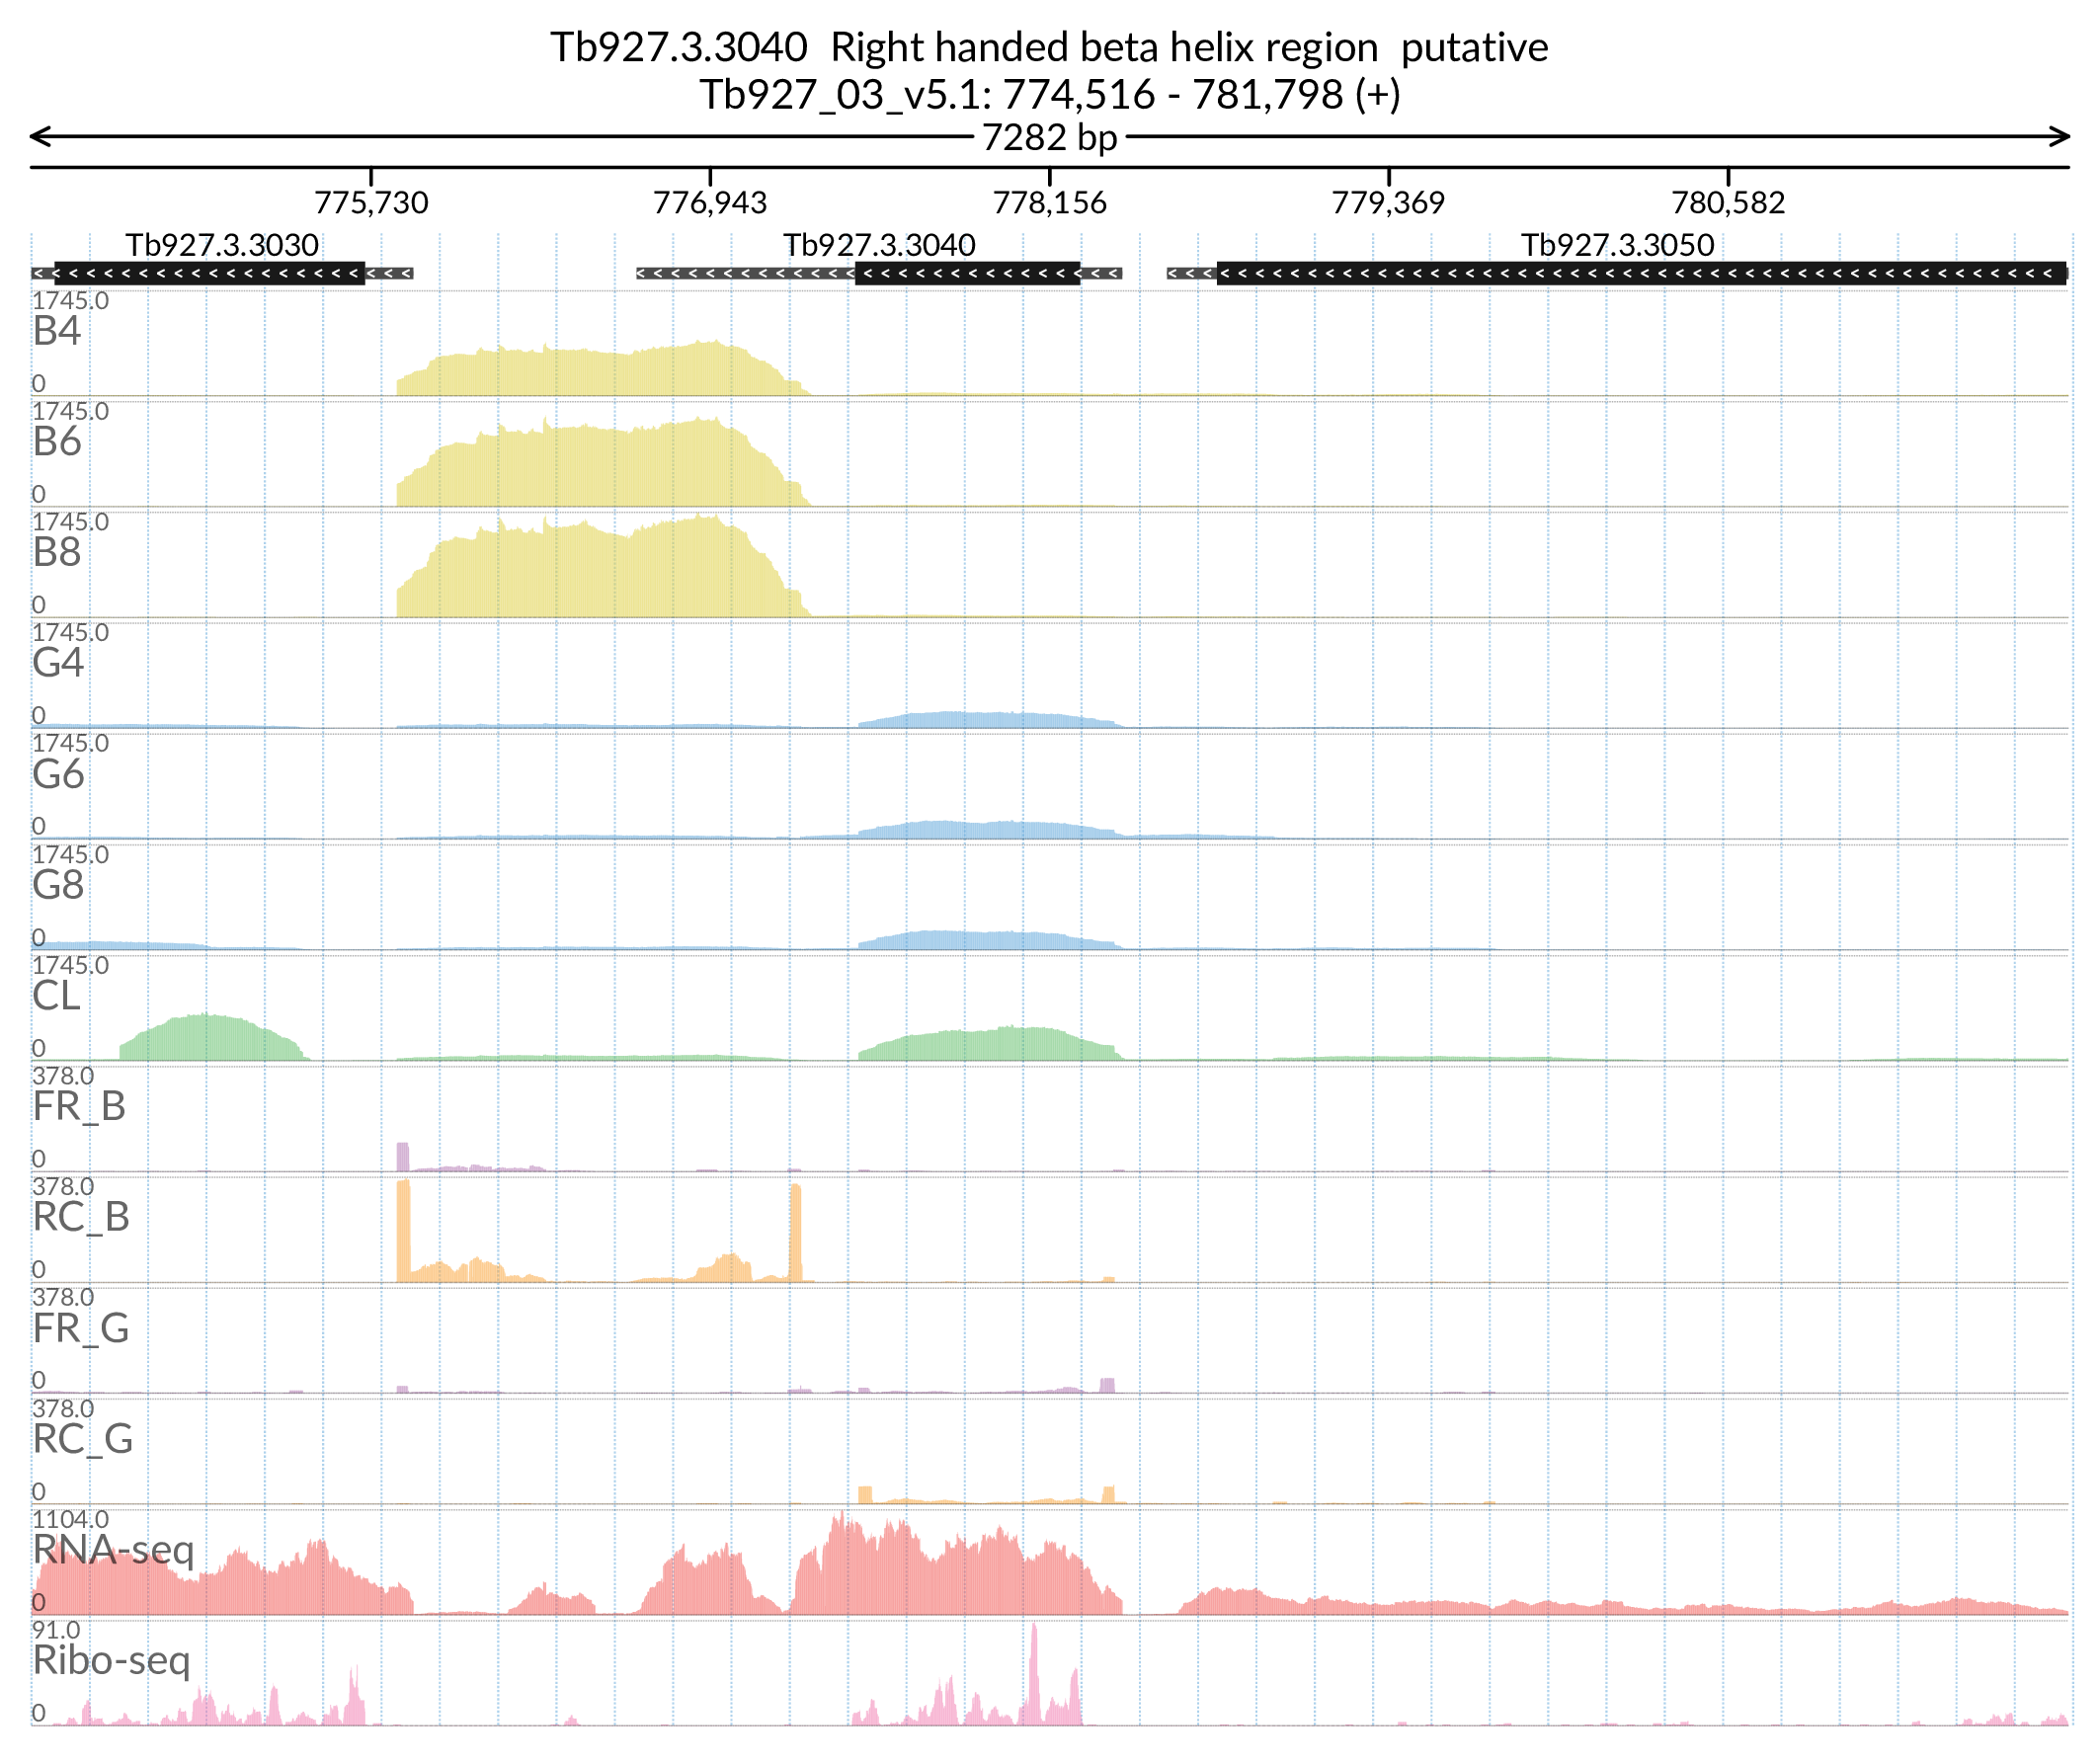 Tb927.3.3040  Right handed beta helix region  putative
Tb927_03_v5.1: 774,516 - 781,798 (+)
7282 bp
775,730 776,943 778,156 779,369 780,582
Tb927.3.3030 Tb927.3.3040 Tb927.3.3050
1745.0
B4
0
1745.0
B6
0
1745.0
B8
0
1745.0
G4
0
1745.0
G6
0
1745.0
G8
0
1745.0
CL
0
378.0
FR_B
0
378.0
RC_B
0
378.0
FR_G
0
378.0
RC_G
0
1104.0
RNA-seq
0
91.0
Ribo-seq
0